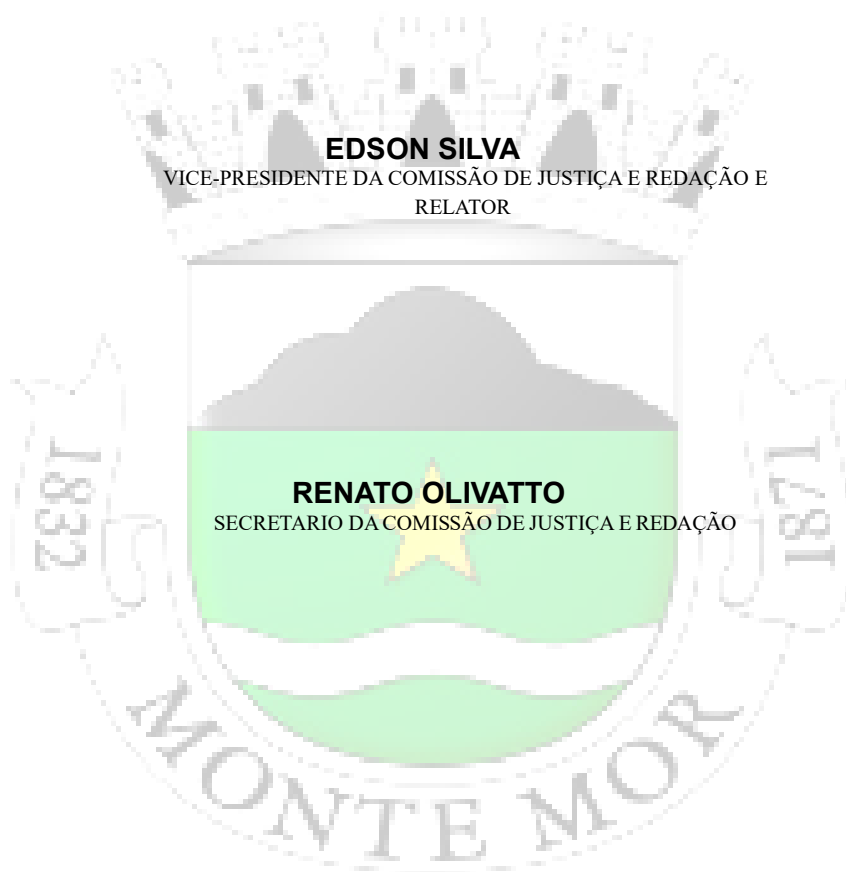 EDSON SILVA
VICE-PRESIDENTE DA COMISSÃO DE JUSTIÇA E REDAÇÃO E
RELATOR
RENATO OLIVATTO
SECRETARIO DA COMISSÃO DE JUSTIÇA E REDAÇÃO
1832
1871
MONTE MOR